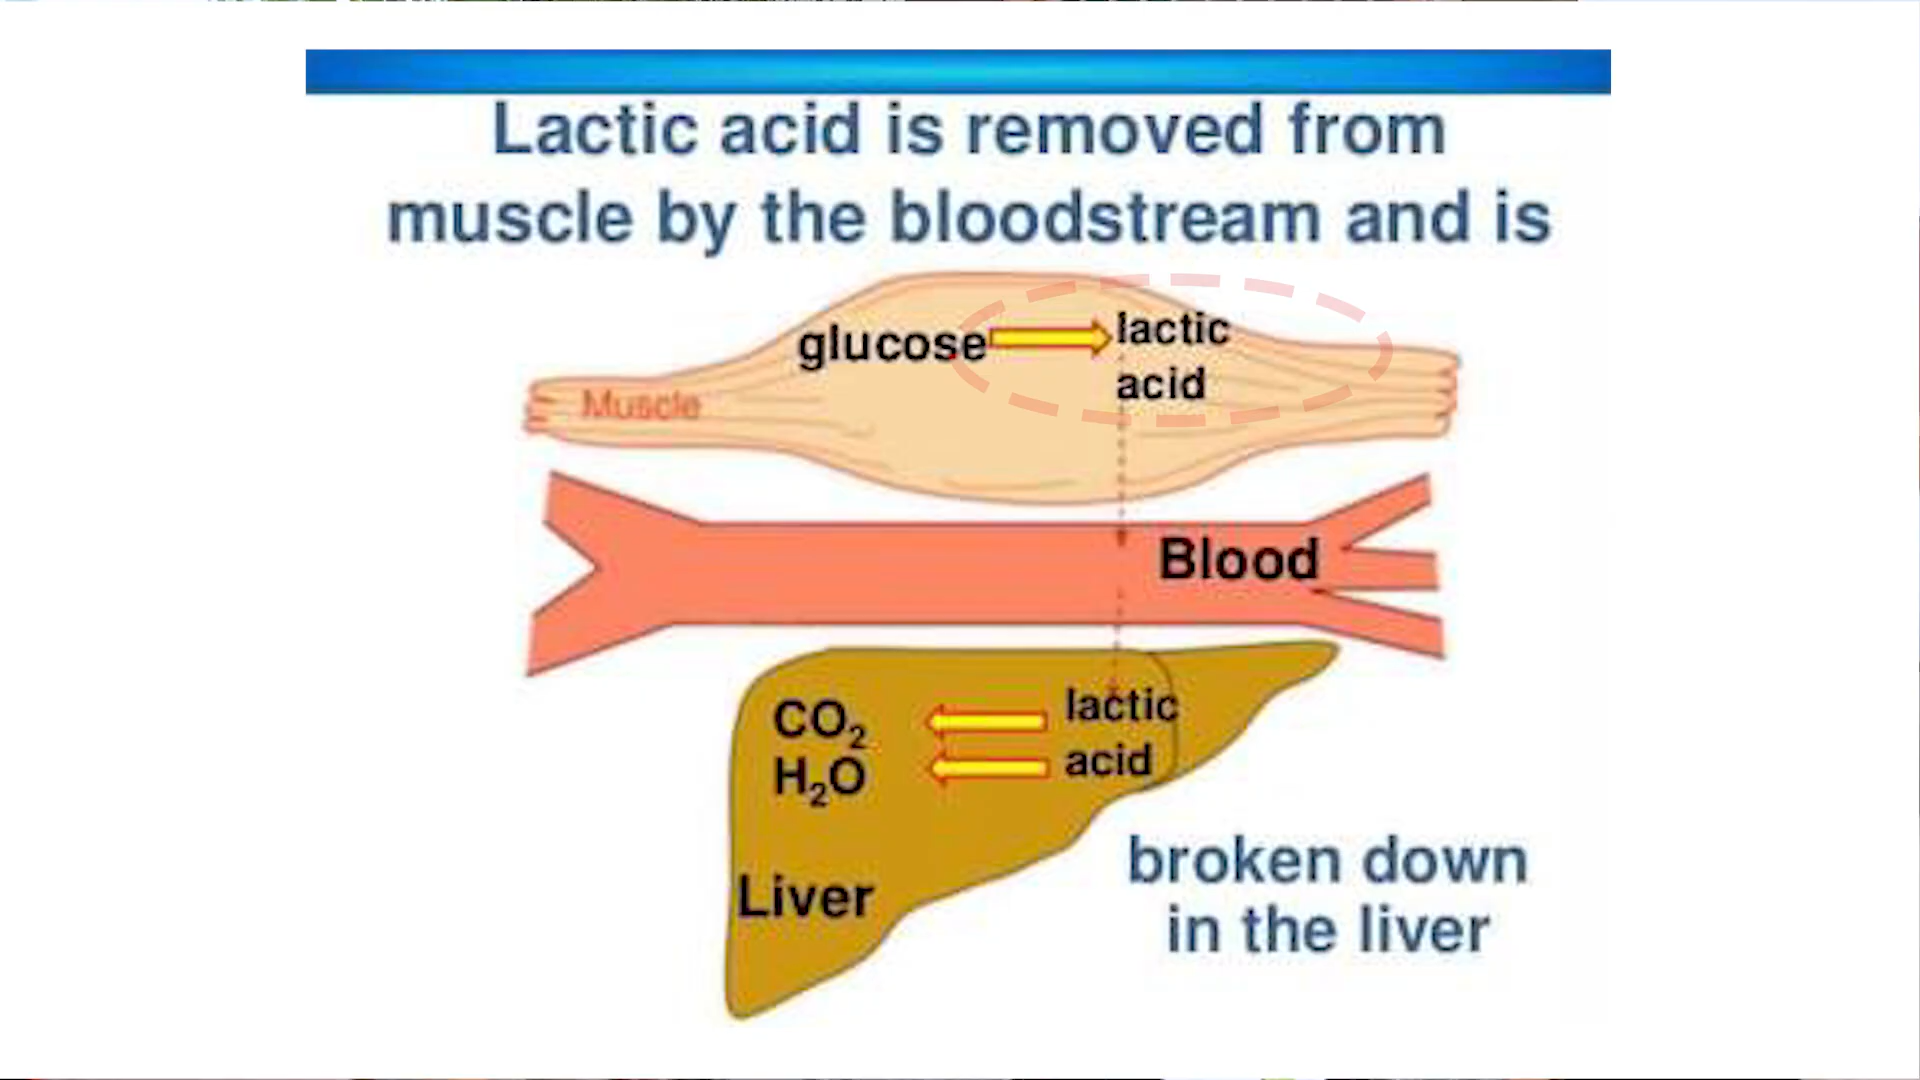 Lactic acid is removed from
muscle by the bloodstream and is
glucose
lactic
acid
Muscle
Blood
CO₂
H₂O
lactic
acid
Liver
broken down
in the liver